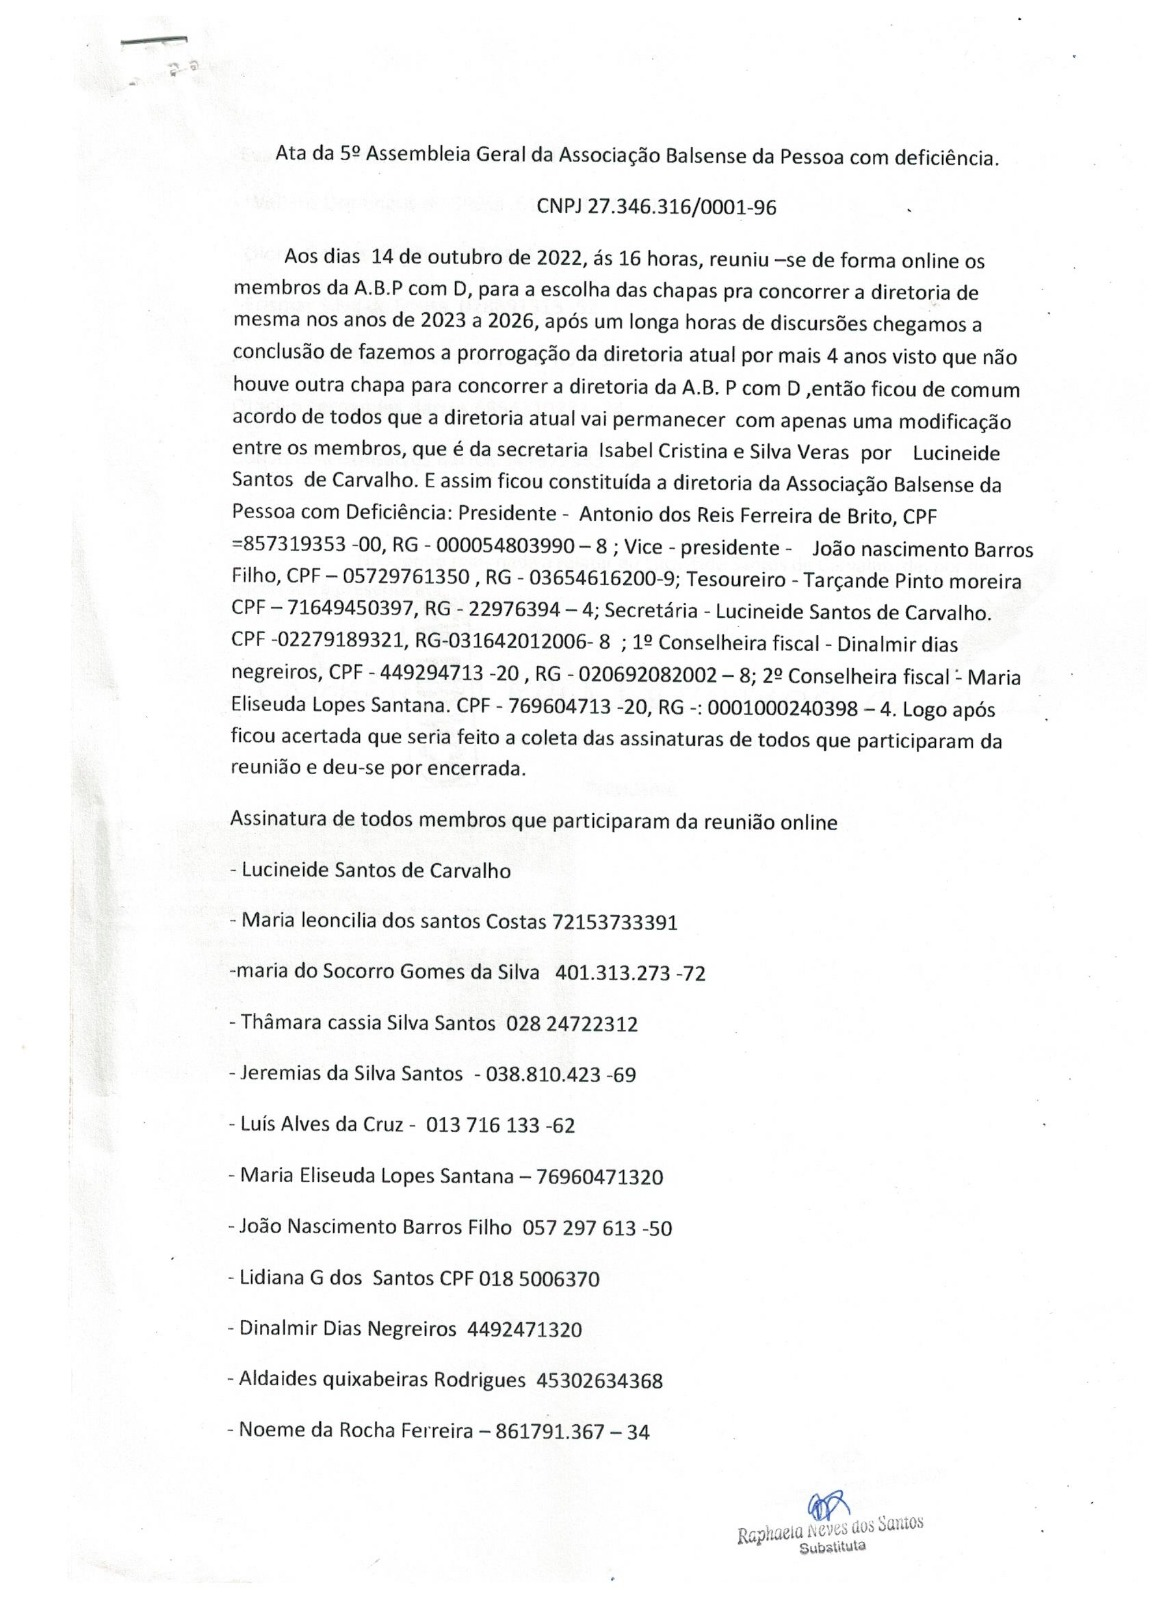 Ata da 5º Assembleia Geral da Associação Balsense da Pessoa com deficiência.
CNPJ 27.346.316/0001-96
Aos dias 14 de outubro de 2022, ás 16 horas, reuniu –se de forma online os
membros da A.B.P com D, para a escolha das chapas pra concorrer a diretoria de
mesma nos anos de 2023 a 2026, após um longa horas de discursões chegamos a
conclusão de fazemos a prorrogação da diretoria atual por mais 4 anos visto que não
houve outra chapa para concorrer a diretoria da A.B. P com D ,então ficou de comum
acordo de todos que a diretoria atual vai permanecer com apenas uma modificação
entre os membros, que é da secretaria Isabel Cristina e Silva Veras por Lucineide
Santos de Carvalho. E assim ficou constituída a diretoria da Associação Balsense da
Pessoa com Deficiência: Presidente - Antonio dos Reis Ferreira de Brito, CPF
=857319353 -00, RG - 000054803990 – 8 ; Vice - presidente - João nascimento Barros
Filho, CPF – 05729761350 , RG - 03654616200-9; Tesoureiro - Tarçande Pinto moreira
CPF – 71649450397, RG - 22976394 – 4; Secretária - Lucineide Santos de Carvalho.
CPF -02279189321, RG-031642012006- 8 ; 1º Conselheira fiscal - Dinalmir dias
negreiros, CPF - 449294713 -20 , RG - 020692082002 – 8; 2º Conselheira fiscal - Maria
Eliseuda Lopes Santana. CPF - 769604713 -20, RG -: 0001000240398 – 4. Logo após
ficou acertada que seria feito a coleta das assinaturas de todos que participaram da
reunião e deu-se por encerrada.
Assinatura de todos membros que participaram da reunião online
- Lucineide Santos de Carvalho
- Maria leoncilia dos santos Costas 72153733391
-maria do Socorro Gomes da Silva 401.313.273 -72
- Thâmara cassia Silva Santos 028 24722312
- Jeremias da Silva Santos - 038.810.423 -69
- Luís Alves da Cruz - 013 716 133 -62
- Maria Eliseuda Lopes Santana – 76960471320
- João Nascimento Barros Filho 057 297 613 -50
- Lidiana G dos Santos CPF 018 5006370
- Dinalmir Dias Negreiros 4492471320
- Aldaides quixabeiras Rodrigues 45302634368
- Noeme da Rocha Ferreira – 861791.367 – 34
Raphaela Neves dos Santos
Substituta